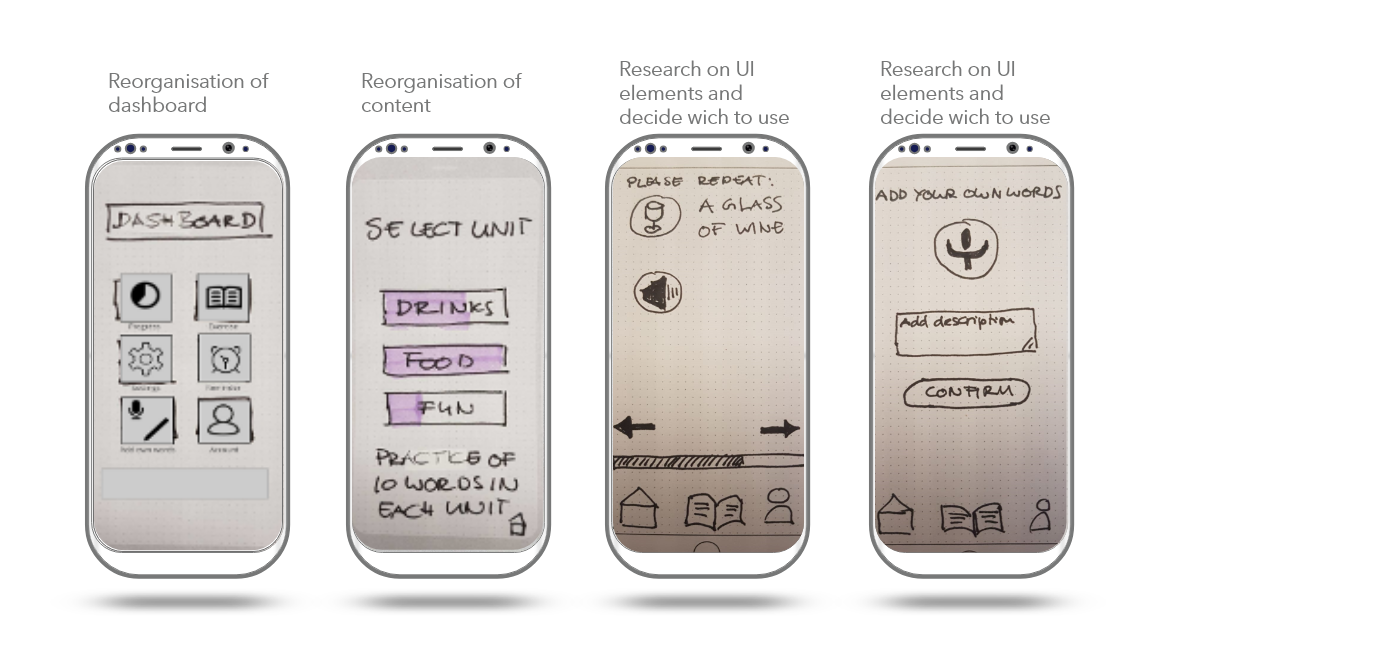 Reorganisation of
dashboard
DASHBOARD
Progress
Exercise
Settings
Reminder
Add own words
Account
Reorganisation of
content
SELECT UNIT
DRINKS
FOOD
FUN
PRACTICE OF
10 WORDS IN
EACH UNIT
Research on UI
elements and
decide wich to use
PLEASE REPEAT:
A GLASS
OF WINE
Research on UI
elements and
decide wich to use
ADD YOUR OWN WORDS
Add description
CONFIRM